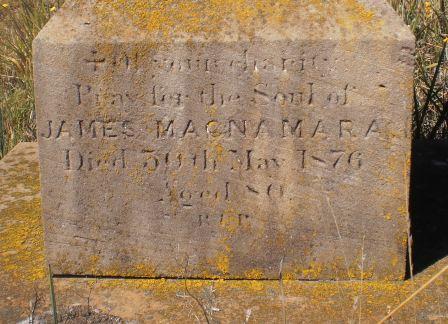 + Of your charity
Pray for the Soul of
JAMES MACNAMARA
Died 30th May 1876
Aged 80.
R.I.P.